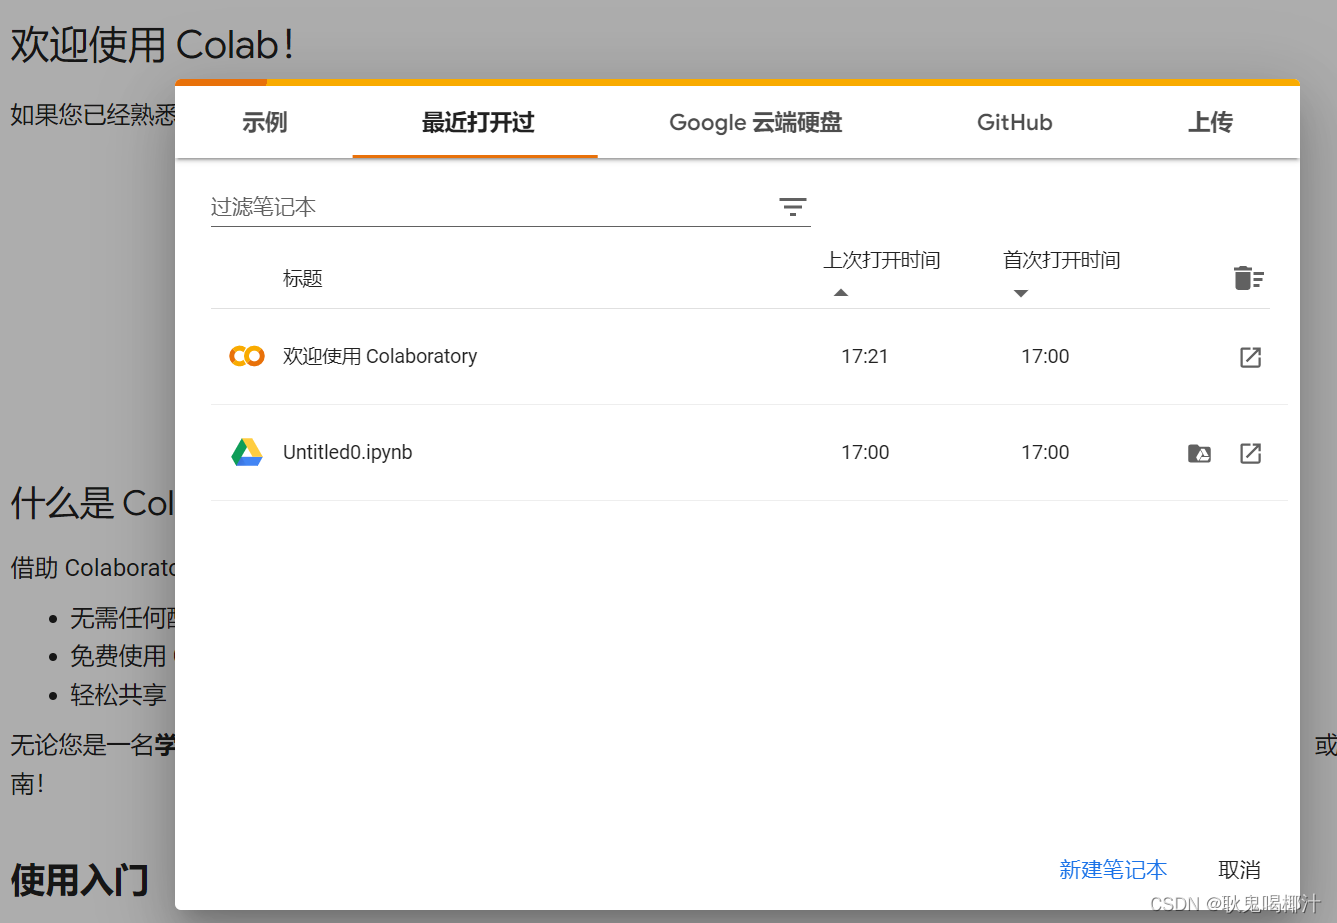 欢迎使用 Colab！
如果您已经熟悉
示例 最近打开过 Google 云端硬盘 GitHub 上传
过滤笔记本
标题 上次打开时间 首次打开时间
欢迎使用 Colaboratory 17:21 17:00
Untitled0.ipynb 17:00 17:00
什么是 Col
借助 Colaborato
无需任何配
免费使用
轻松共享
无论您是一名学 或
南！
使用入门
新建笔记本 取消
CSDN @耿鬼喝椰汁